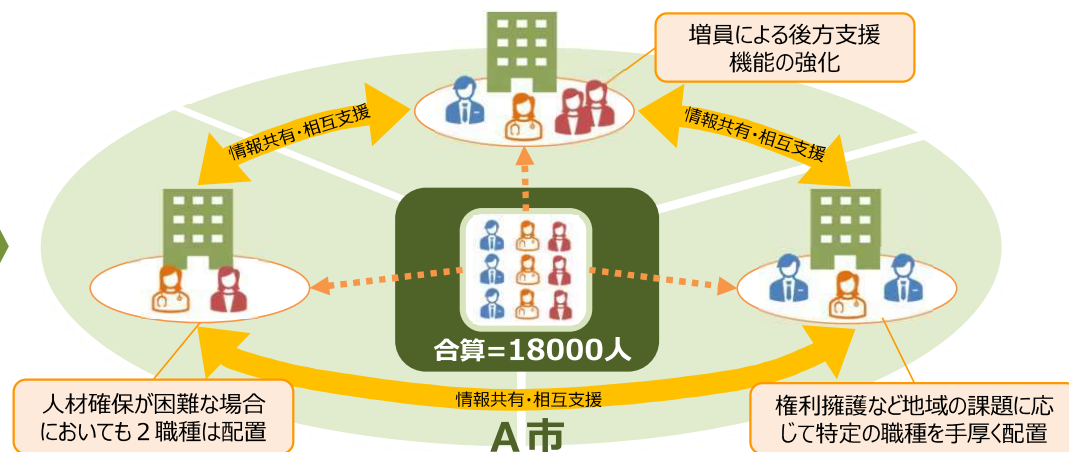 増員による後方支援
機能の強化
情報共有・相互支援
情報共有・相互支援
合算=18000人
人材確保が困難な場合
においても２職種は配置
情報共有・相互支援
権利擁護など地域の課題に応
じて特定の職種を手厚く配置
Ａ市